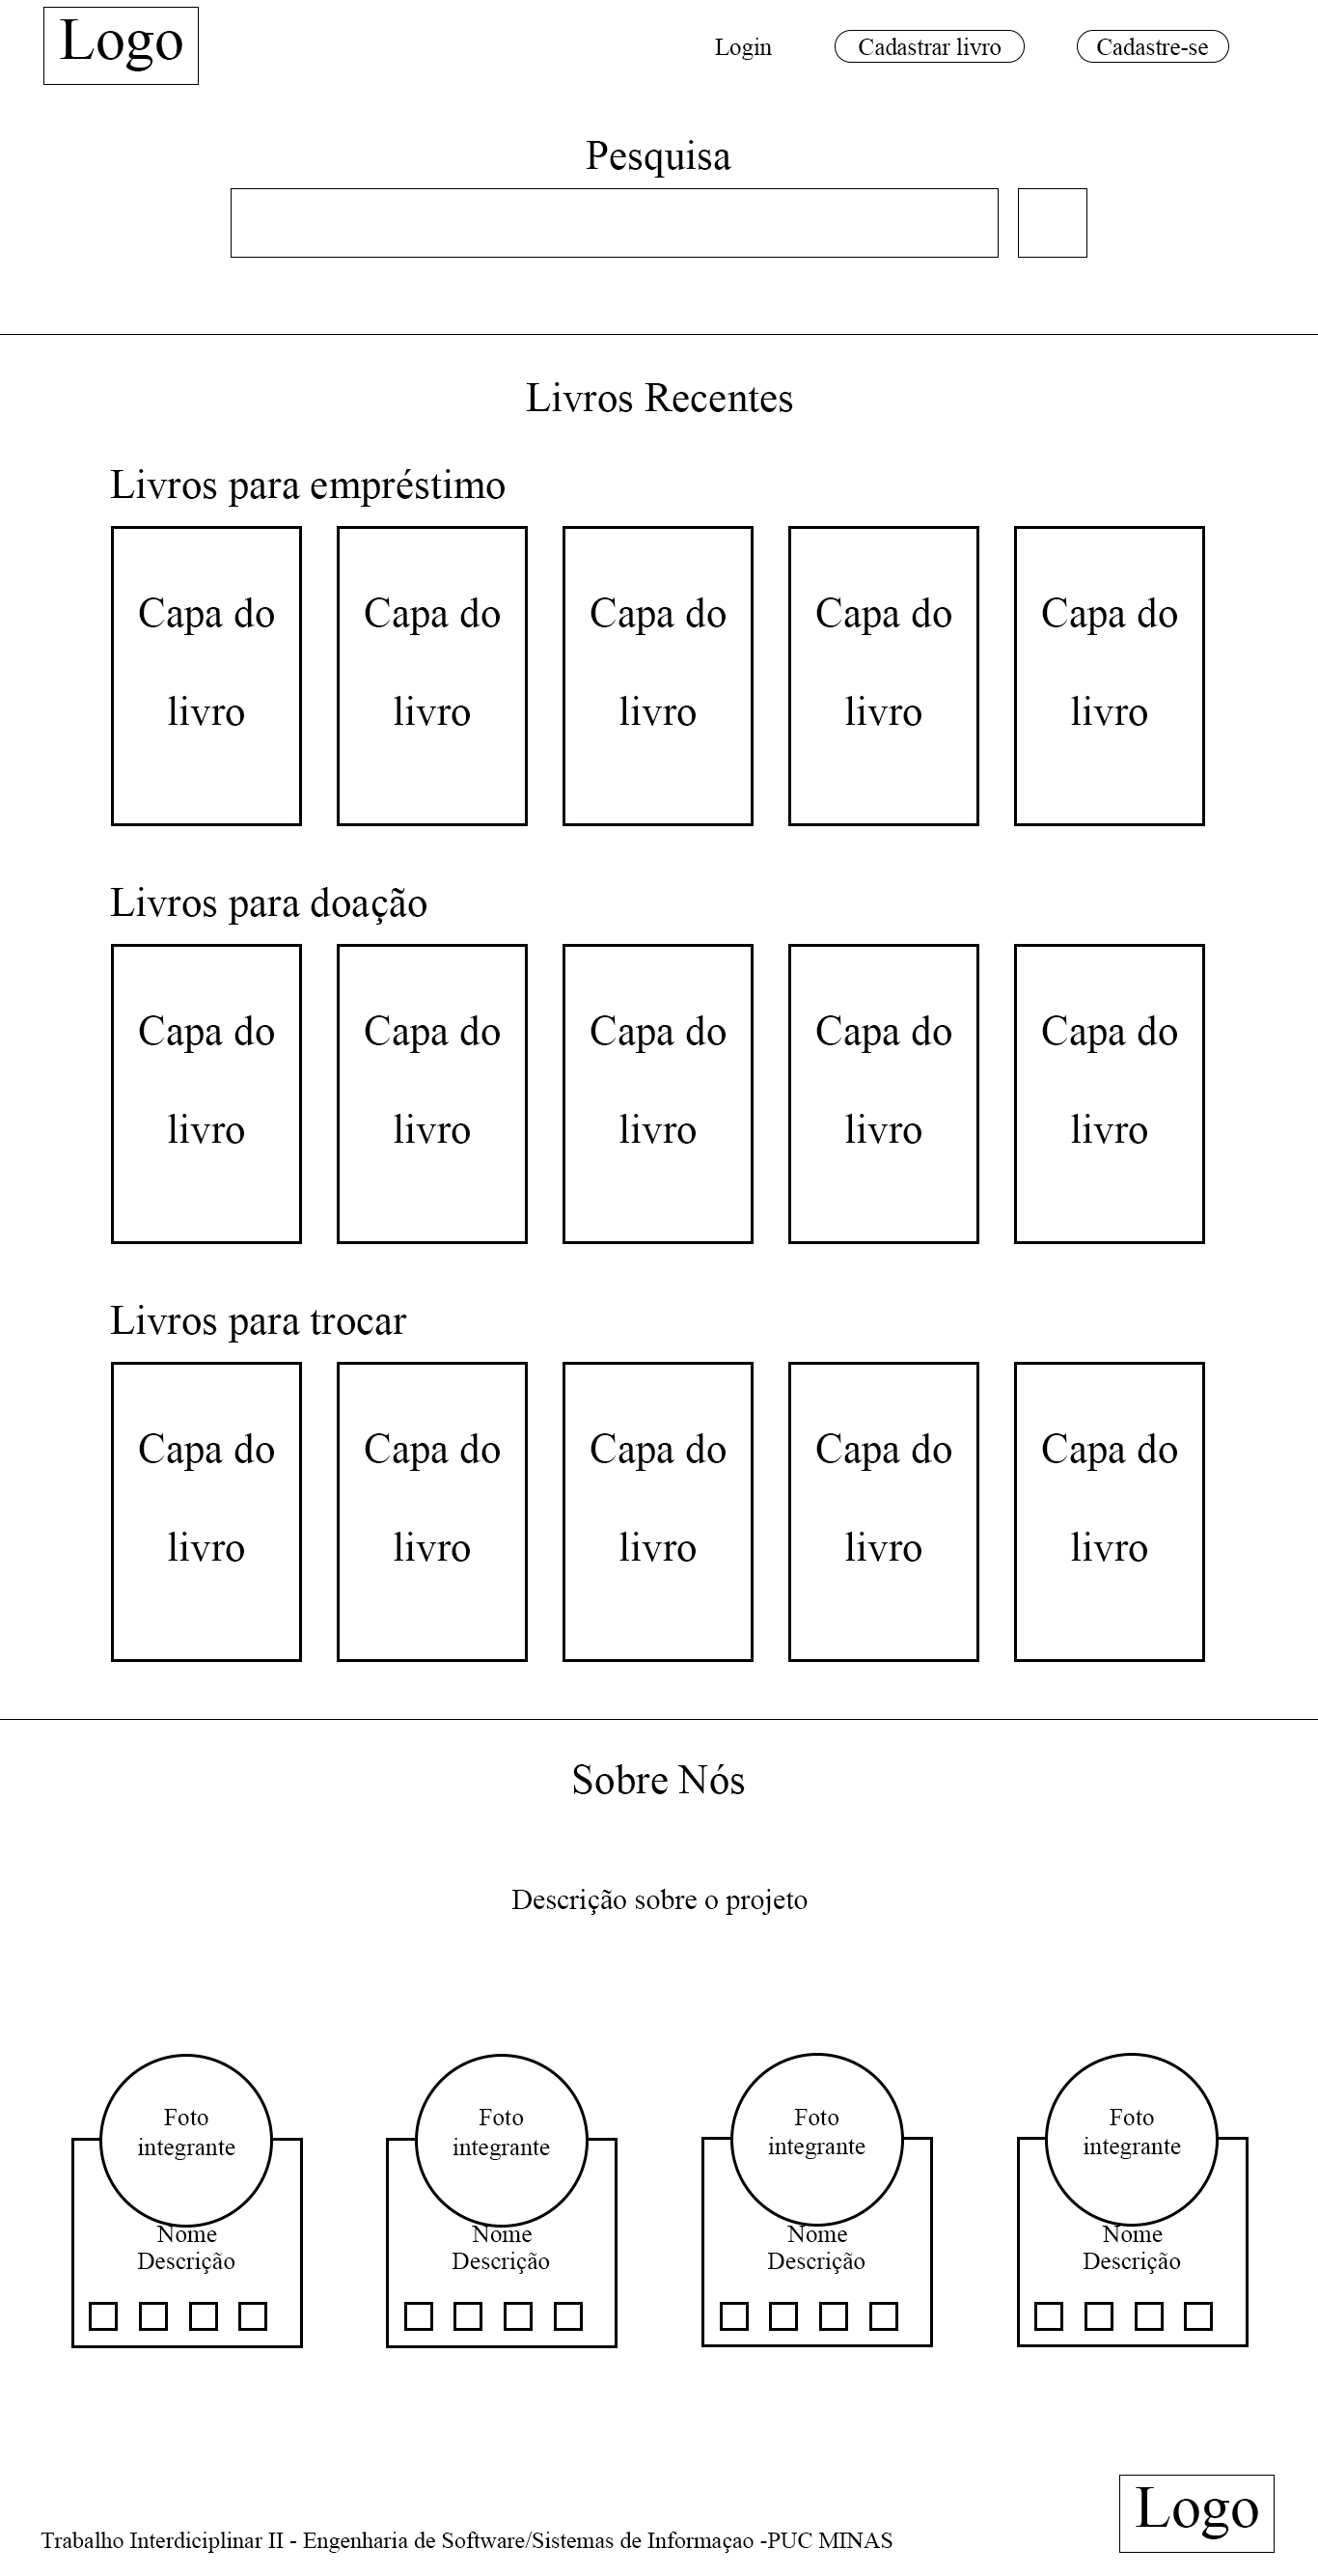 Logo
Login
Cadastrar livro
Cadastre-se
Pesquisa
Livros Recentes
Livros para empréstimo
Capa do
livro
Capa do
livro
Capa do
livro
Capa do
livro
Capa do
livro
Livros para doação
Capa do
livro
Capa do
livro
Capa do
livro
Capa do
livro
Capa do
livro
Livros para trocar
Capa do
livro
Capa do
livro
Capa do
livro
Capa do
livro
Capa do
livro
Sobre Nós
Descrição sobre o projeto
Foto
integrante
Nome
Descrição
Foto
integrante
Nome
Descrição
Foto
integrante
Nome
Descrição
Foto
integrante
Nome
Descrição
Logo
Trabalho Interdiciplinar II - Engenharia de Software/Sistemas de Informaçao -PUC MINAS